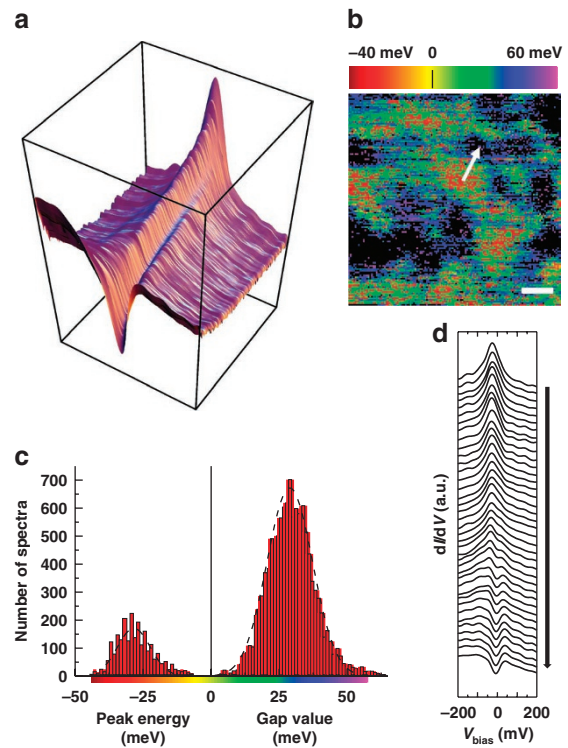 a
b
−40 meV 0 60 meV
c
Number of spectra
700
600
500
400
300
200
100
0
−50 −25 0 25 50
Peak energy (meV)
Gap value (meV)
d
dI/dV (a.u.)
−200 0 200
Vbias (mV)